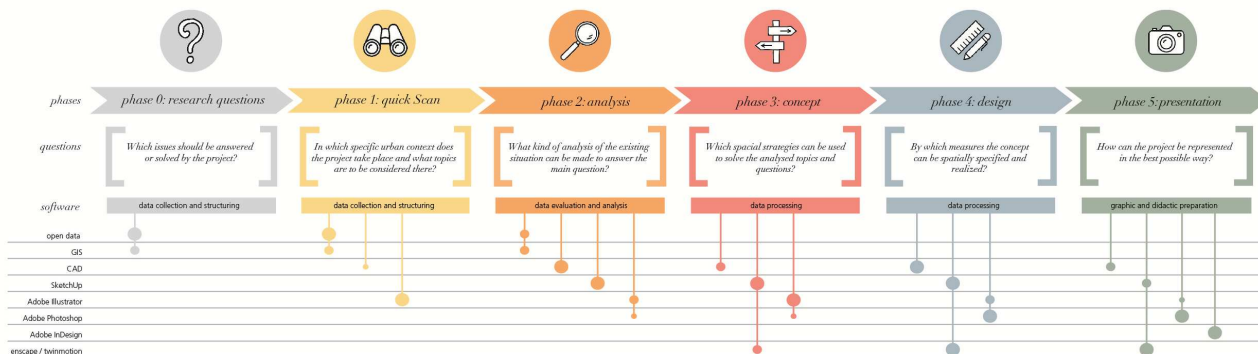 phases
phase 0: research questions
phase 1: quick Scan
phase 2: analysis
phase 3: concept
phase 4: design
phase 5: presentation
questions
Which issues should be answered
or solved by the project?
In which specific urban context does
the project take place and what topics
are to be considered there?
What kind of analysis of the existing
situation can be made to answer the
main question?
Which spacial strategies can be used
to solve the analysed topics and
questions?
By which measures the concept
can be spatially specified and
realized?
How can the project be represented
in the best possible way?
software
data collection and structuring
data collection and structuring
data evaluation and analysis
data processing
data processing
graphic and didactic preparation
open data
GIS
CAD
SketchUp
Adobe Illustrator
Adobe Photoshop
Adobe InDesign
enscape / twinmotion